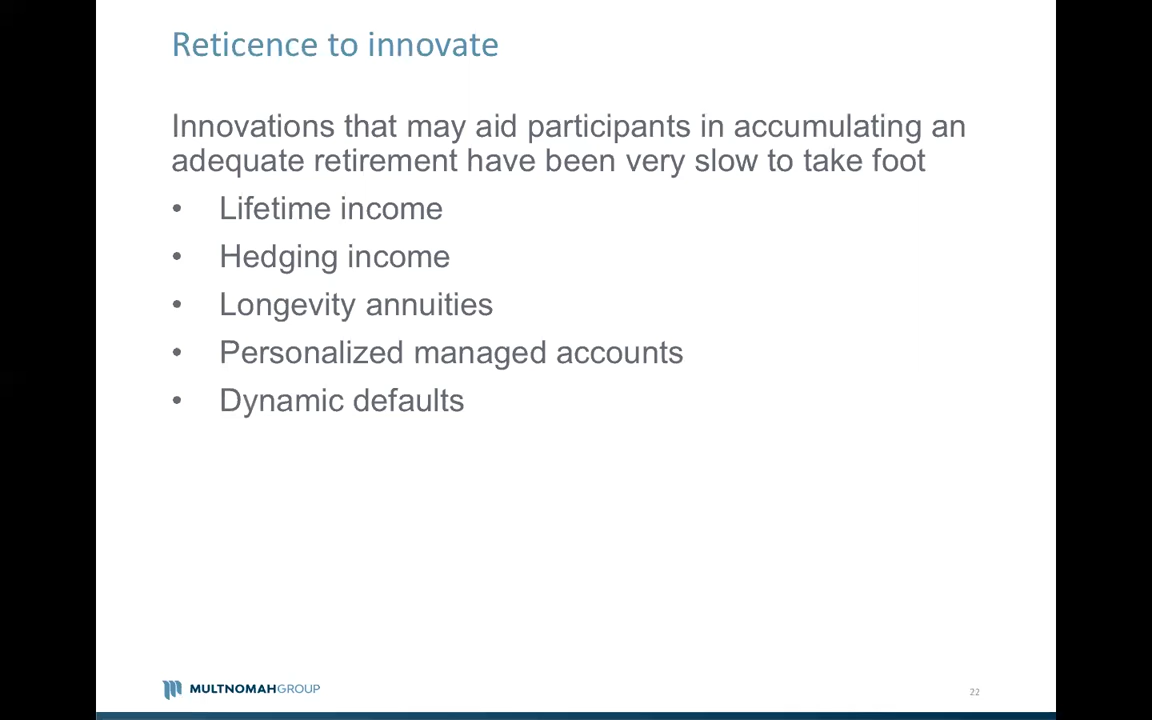 Reticence to innovate
Innovations that may aid participants in accumulating an
adequate retirement have been very slow to take foot
• Lifetime income
• Hedging income
• Longevity annuities
• Personalized managed accounts
• Dynamic defaults
MULTNOMAHGROUP
22